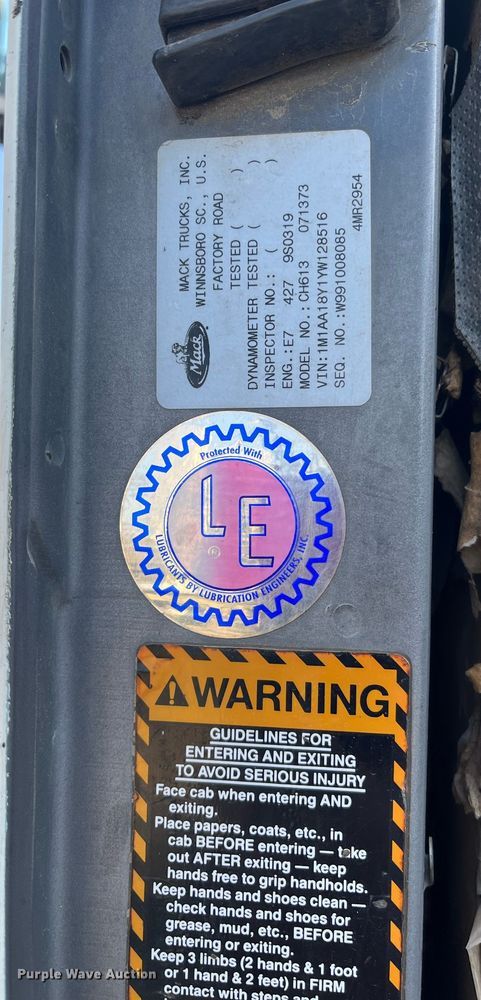 Mack
MACK TRUCKS, INC.
WINNSBORO SC., U.S.
FACTORY ROAD
TESTED ( )
DYNAMOMETER TESTED ( )
INSPECTOR NO.: ( )
ENG.:E7 427 9S0319
MODEL NO.: CH613 071373
VIN:1M1AA18Y1YW128516
SEQ. NO.:W991008085
4MR2954
Protected With
LE
®
LUBRICANTS BY LUBRICATION ENGINEERS, INC.
WARNING
GUIDELINES FOR
ENTERING AND EXITING
TO AVOID SERIOUS INJURY
Face cab when entering AND
exiting.
Place papers, coats, etc., in
cab BEFORE entering — take
out AFTER exiting — keep
hands free to grip handholds.
Keep hands and shoes clean —
check hands and shoes for
grease, mud, etc., BEFORE
entering or exiting.
Keep 3 limbs (2 hands & 1 foot
or 1 hand & 2 feet) in FIRM
contact with steps and
Purple Wave Auction